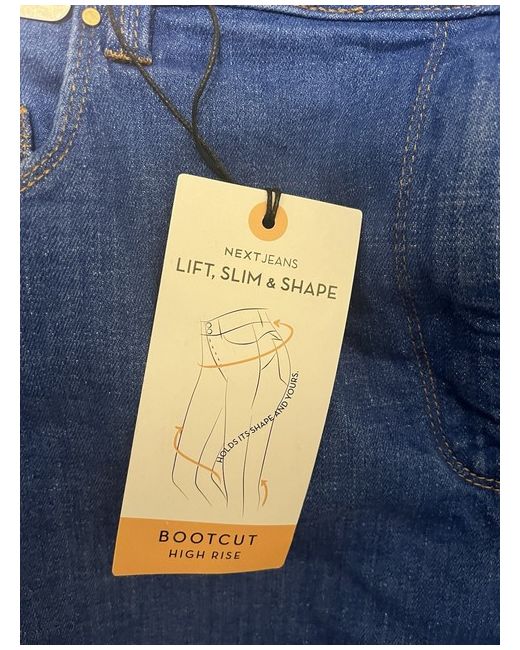 NEXTJEANS
LIFT, SLIM & SHAPE
HOLDS ITS SHAPE AND YOURS.
BOOTCUT
HIGH RISE